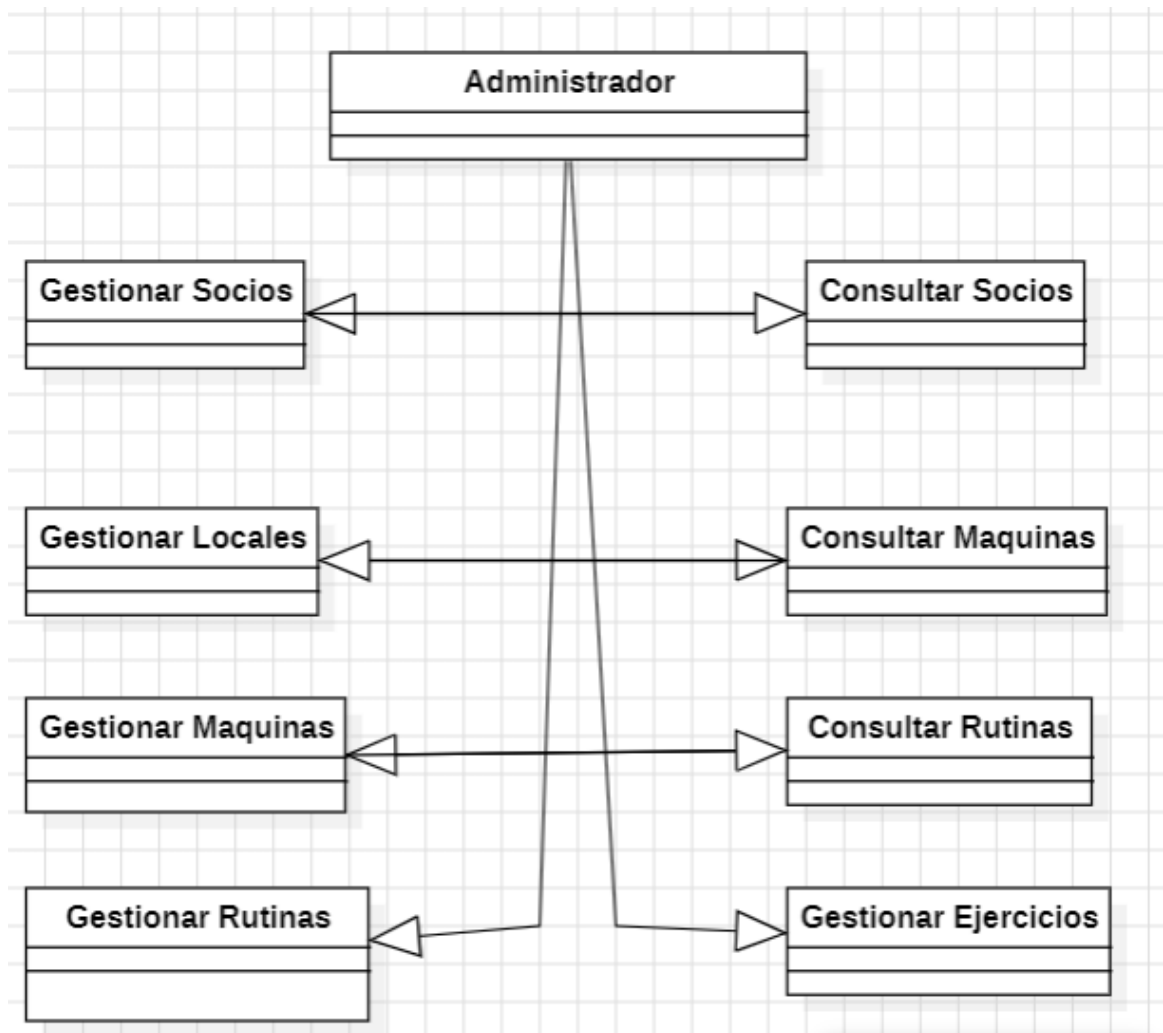 Administrador
Gestionar Socios
Consultar Socios
Gestionar Locales
Consultar Maquinas
Gestionar Maquinas
Consultar Rutinas
Gestionar Rutinas
Gestionar Ejercicios